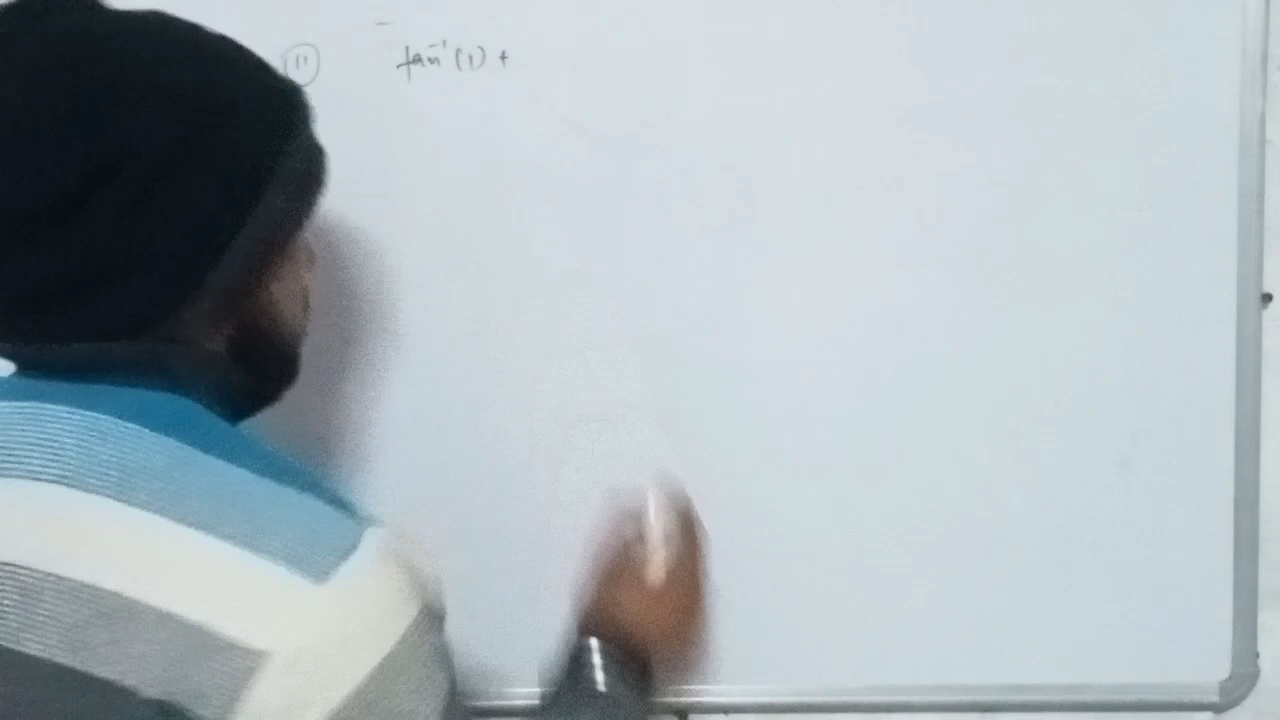 (11) tan⁻¹(1) +